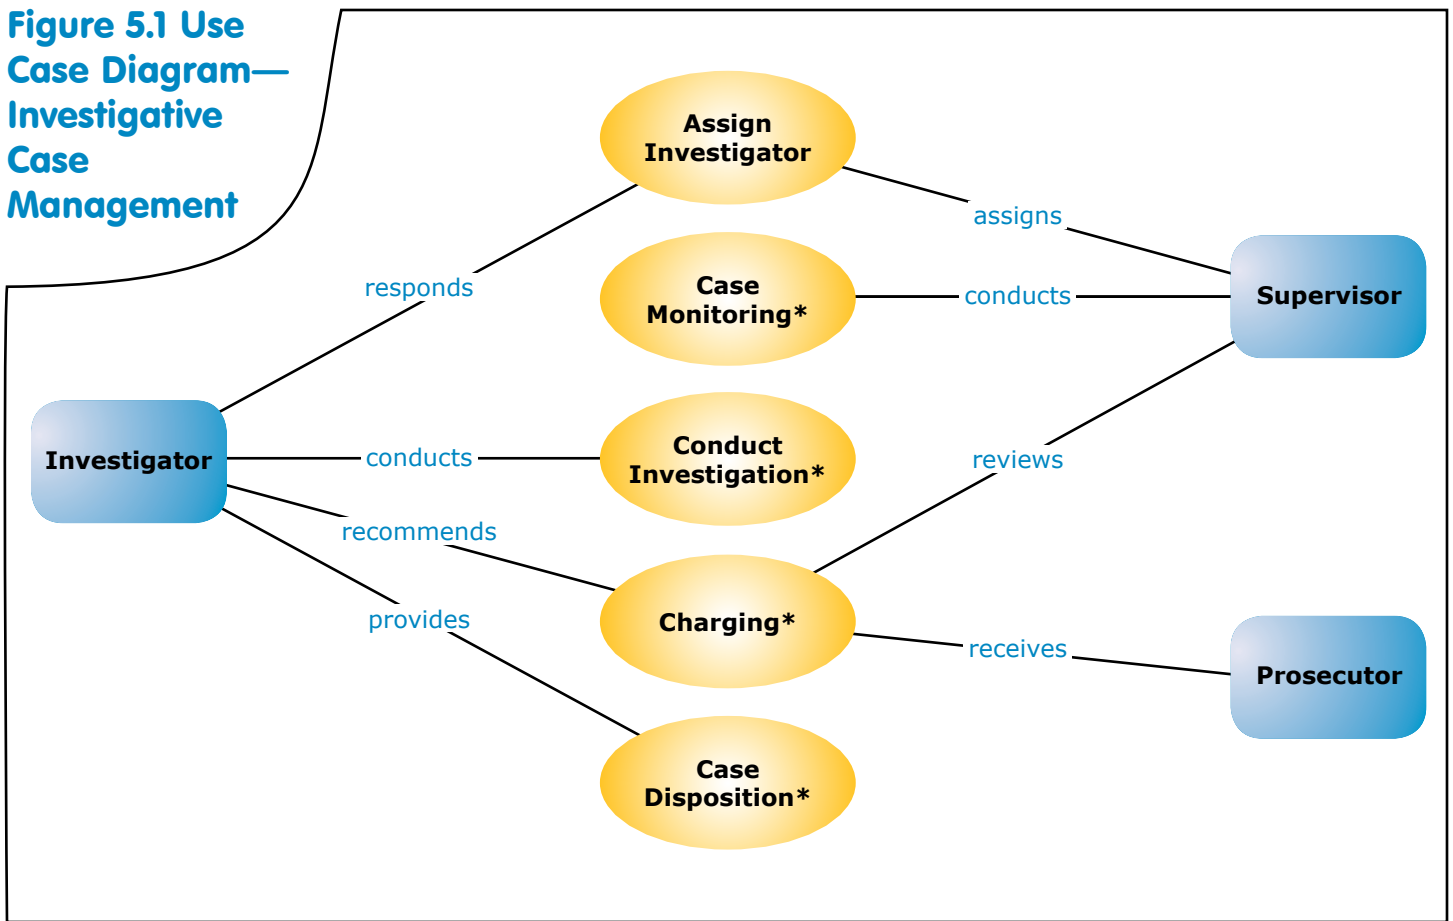 Figure 5.1 Use
Case Diagram—
Investigative
Case
Management
Assign
Investigator
assigns
responds
Case
Monitoring*
conducts
Supervisor
Investigator
conducts
Conduct
Investigation*
reviews
recommends
provides
Charging*
receives
Prosecutor
Case
Disposition*